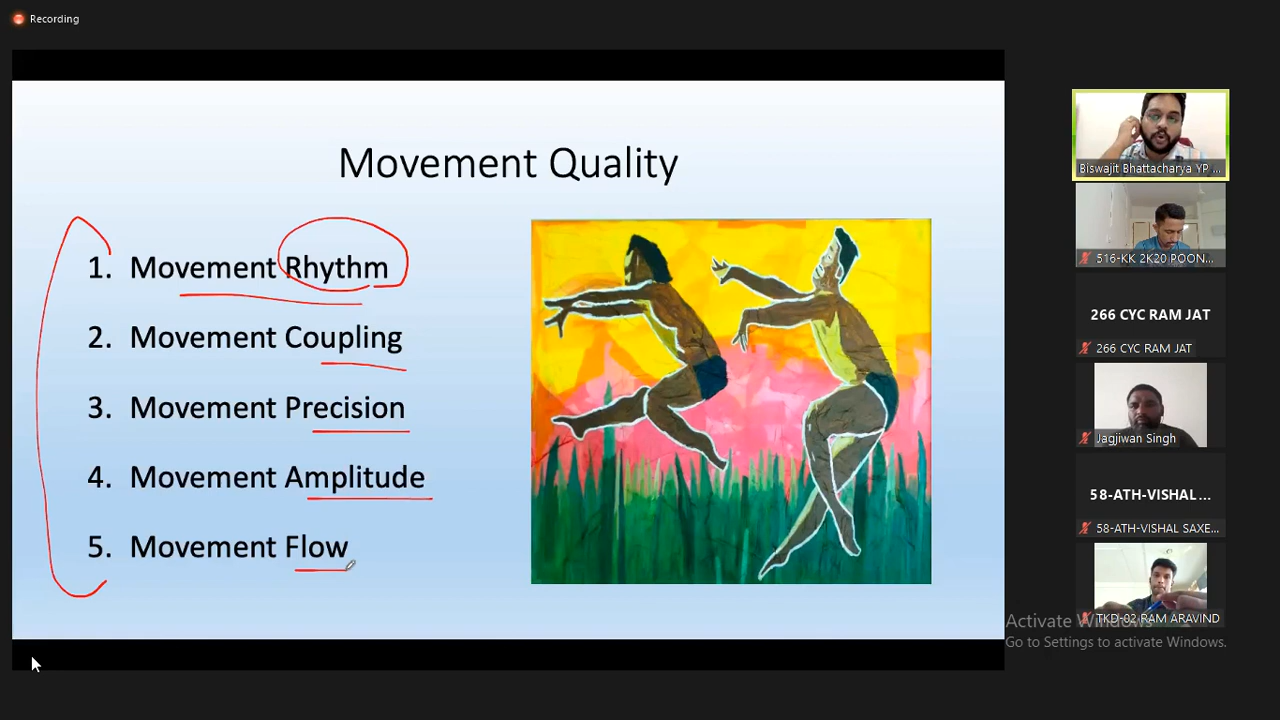 Recording
Movement Quality
1. Movement Rhythm
2. Movement Coupling
3. Movement Precision
4. Movement Amplitude
5. Movement Flow
Biswajit Bhattacharya YP ...
516-KK 2K20 POON...
266 CYC RAM JAT
266 CYC RAM JAT
Jagjiwan Singh
58-ATH-VISHAL ...
58-ATH-VISHAL SAXE...
TKD-02 RAM ARAVIND
Activate Windows
Go to Settings to activate Windows.